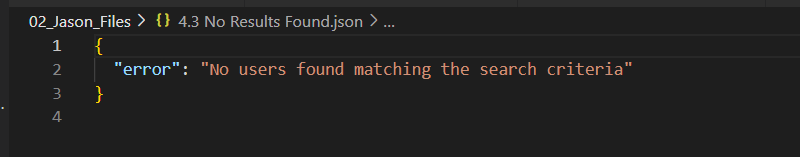 02_Jason_Files > {} 4.3 No Results Found.json > ...
1 {
2 "error": "No users found matching the search criteria"
3 }
4